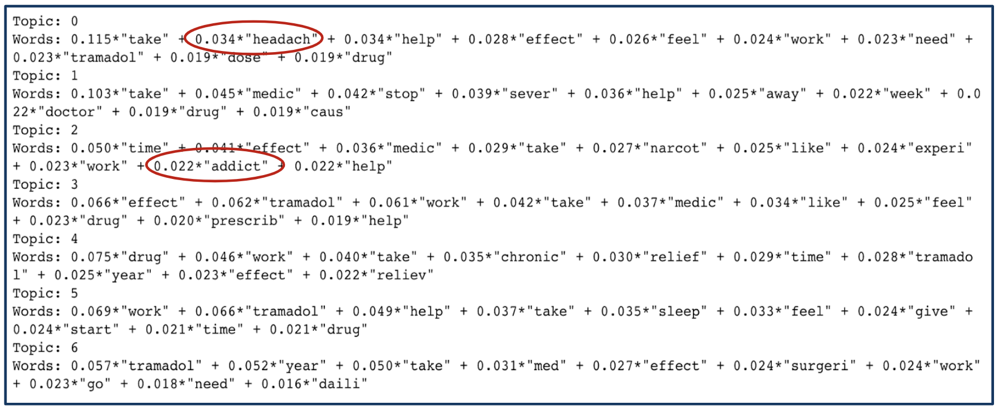 Topic: 0
Words: 0.115*"take" + 0.034*"headach" + 0.034*"help" + 0.028*"effect" + 0.026*"feel" + 0.024*"work" + 0.023*"need" +
0.023*"tramadol" + 0.019*"dose" + 0.019*"drug"
Topic: 1
Words: 0.103*"take" + 0.045*"medic" + 0.042*"stop" + 0.039*"sever" + 0.036*"help" + 0.025*"away" + 0.022*"week" + 0.0
22*"doctor" + 0.019*"drug" + 0.019*"caus"
Topic: 2
Words: 0.050*"time" + 0.041*"effect" + 0.036*"medic" + 0.029*"take" + 0.027*"narcot" + 0.025*"like" + 0.024*"experi"
+ 0.023*"work" + 0.022*"addict" + 0.022*"help"
Topic: 3
Words: 0.066*"effect" + 0.062*"tramadol" + 0.061*"work" + 0.042*"take" + 0.037*"medic" + 0.034*"like" + 0.025*"feel"
+ 0.023*"drug" + 0.020*"prescrib" + 0.019*"help"
Topic: 4
Words: 0.075*"drug" + 0.046*"work" + 0.040*"take" + 0.035*"chronic" + 0.030*"relief" + 0.029*"time" + 0.028*"tramado
l" + 0.025*"year" + 0.023*"effect" + 0.022*"reliev"
Topic: 5
Words: 0.069*"work" + 0.066*"tramadol" + 0.049*"help" + 0.037*"take" + 0.035*"sleep" + 0.033*"feel" + 0.024*"give" +
0.024*"start" + 0.021*"time" + 0.021*"drug"
Topic: 6
Words: 0.057*"tramadol" + 0.052*"year" + 0.050*"take" + 0.031*"med" + 0.027*"effect" + 0.024*"surgeri" + 0.024*"work"
+ 0.023*"go" + 0.018*"need" + 0.016*"daili"